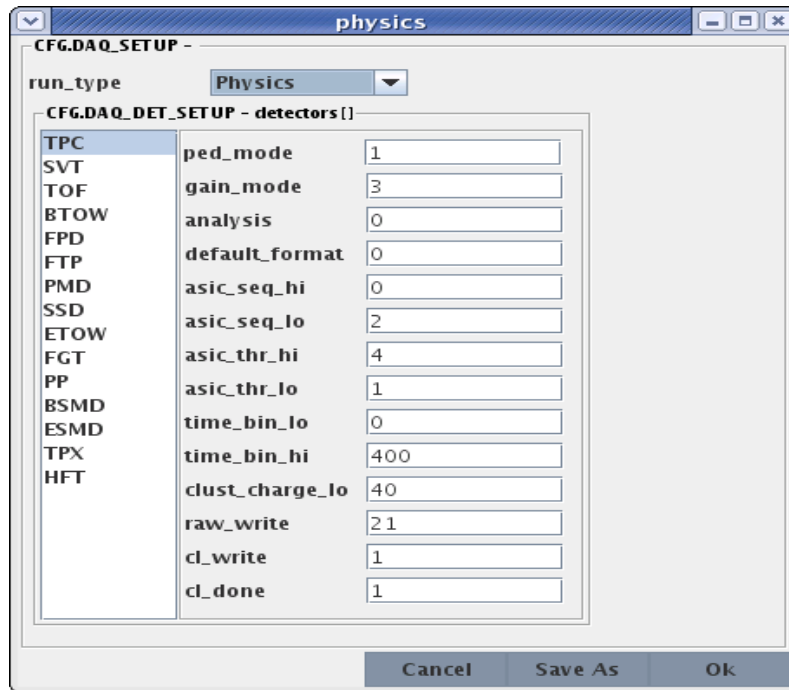 physics
CFG.DAQ_SETUP -
run_type Physics
CFG.DAQ_DET_SETUP - detectors[]
TPC
SVT
TOF
BTOW
FPD
FTP
PMD
SSD
ETOW
FGT
PP
BSMD
ESMD
TPX
HFT
ped_mode 1
gain_mode 3
analysis 0
default_format 0
asic_seq_hi 0
asic_seq_lo 2
asic_thr_hi 4
asic_thr_lo 1
time_bin_lo 0
time_bin_hi 400
clust_charge_lo 40
raw_write 21
cl_write 1
cl_done 1
Cancel Save As Ok